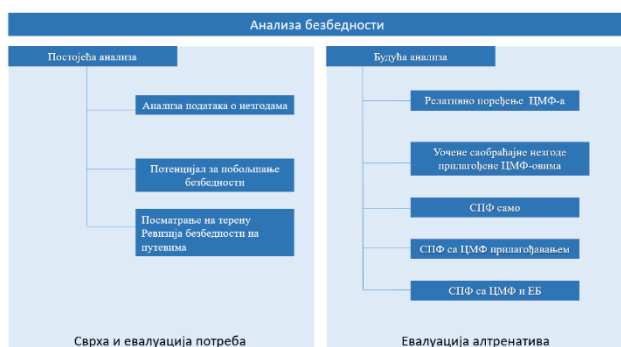 Анализа безбедности
Постојећа анализа
Анализа података о незгодама
Потенцијал за побољшање
безбедности
Посматрање на терену
Ревизија безбедности на
путевима
Сврха и евалуација потреба
Будућа анализа
Релативно поређење ЦМФ-а
Уочене саобраћајне незгоде
прилагођене ЦМФ-овима
СПФ само
СПФ са ЦМФ прилагођавањем
СПФ са ЦМФ и ЕБ
Евалуација алтренатива